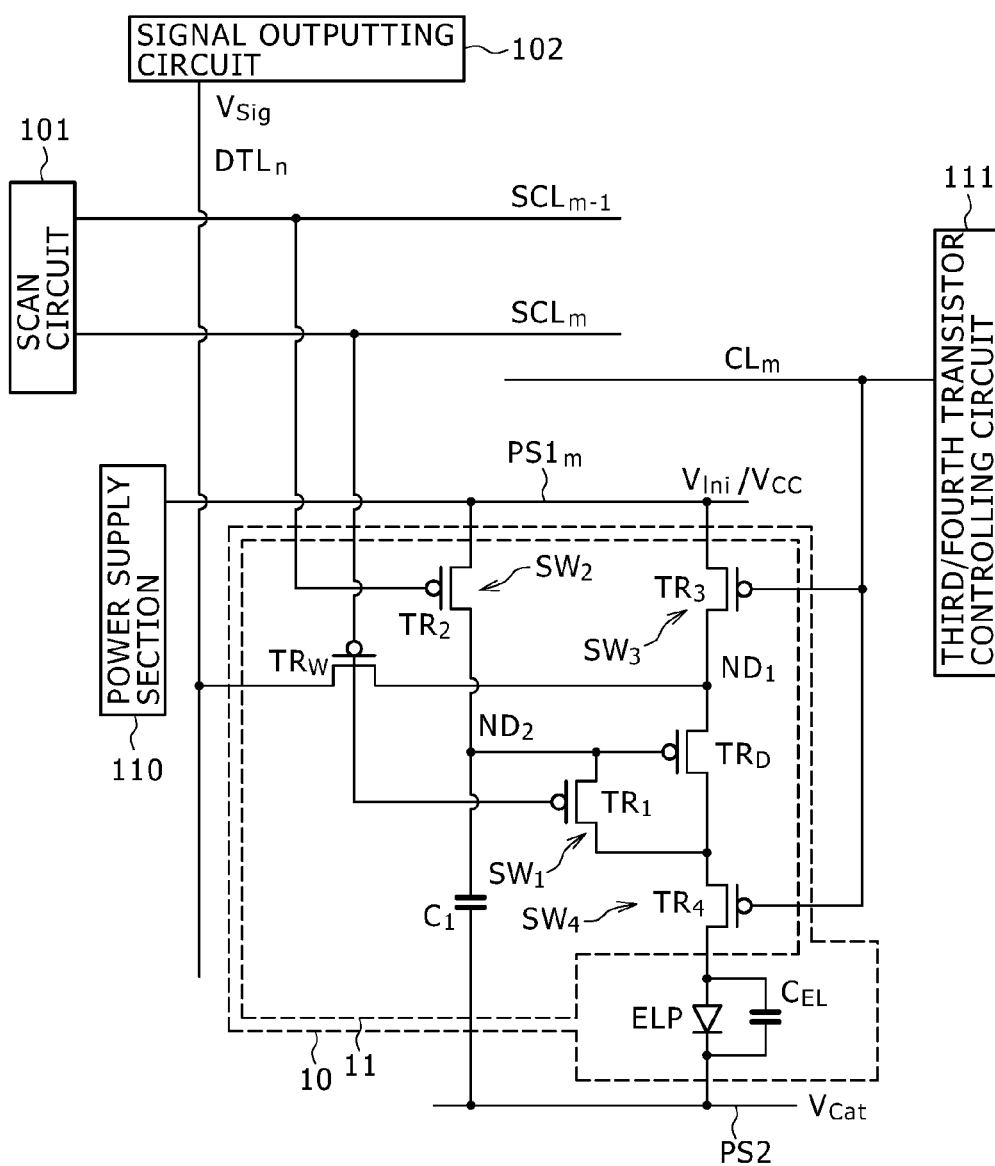 SIGNAL OUTPUTTING
CIRCUIT
102
VSig
101
DTLn
111
SCLm-1
SCAN
CIRCUIT
SCLm
CLm
THIRD/FOURTH TRANSISTOR
CONTROLLING CIRCUIT
PS1m
VIni /VCC
POWER SUPPLY
SECTION
SW2
TR3
TR2
SW3
TRW
ND1
ND2
110
TRD
TR1
SW1
TR4
C1
SW4
CEL
ELP
11
10
VCat
PS2